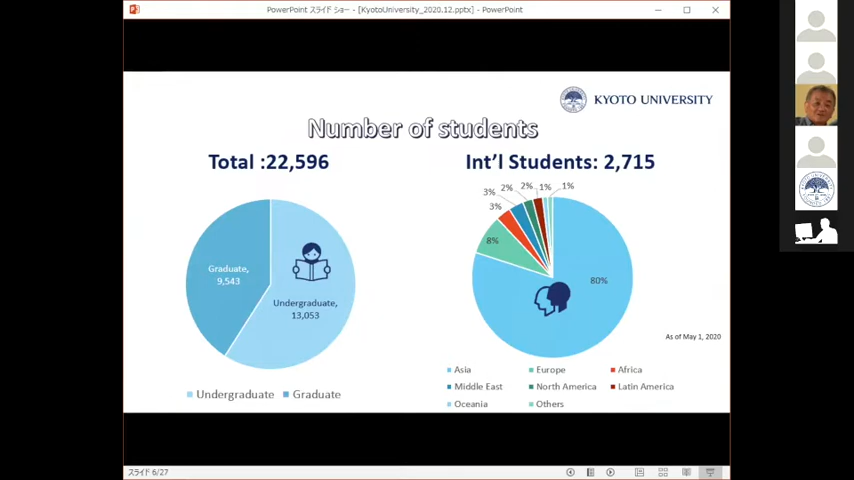 PowerPoint スライド ショー - [KyotoUniversity_2020.12.pptx] - PowerPoint
KYOTO UNIVERSITY
Number of students
Total :22,596
Int'l Students: 2,715
Graduate,
9,543
Undergraduate,
13,053
Undergraduate
Graduate
3%
3%
2%
2%
1%
1%
8%
80%
As of May 1, 2020
Asia
Europe
Africa
Middle East
North America
Latin America
Oceania
Others
スライド 6/27